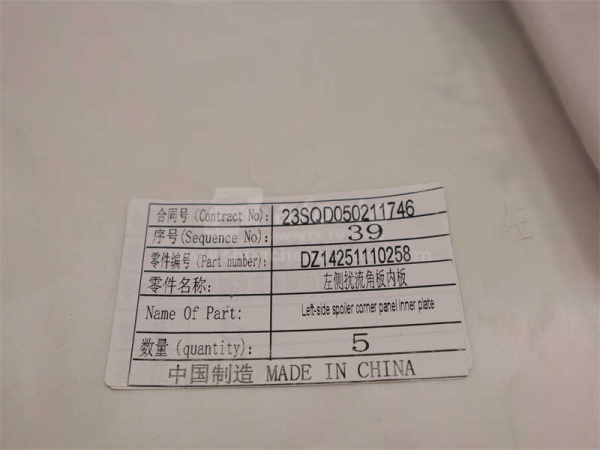 合同号(Contract No): 23SQD050211746
序号(Sequence No): 39
零件编号(Part number): DZ14251110258
零件名称: 左侧扰流角板内板
Name Of Part: Left-side spoiler corner panel inner plate
数量(quantity): 5
中国制造 MADE IN CHINA
左